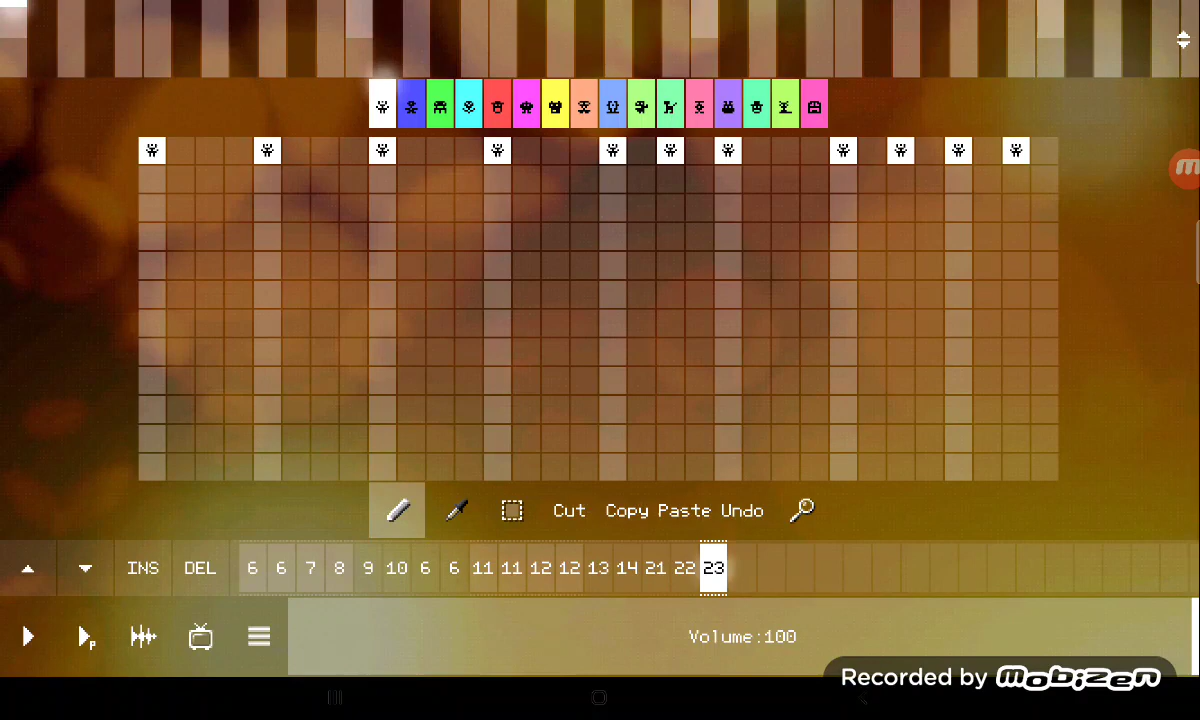 Cut Copy Paste Undo
INS DEL 6 6 7 8 9 10 6 6 11 11 12 12 13 14 21 22 23
P
Volume:100
Recorded by mobizen
m